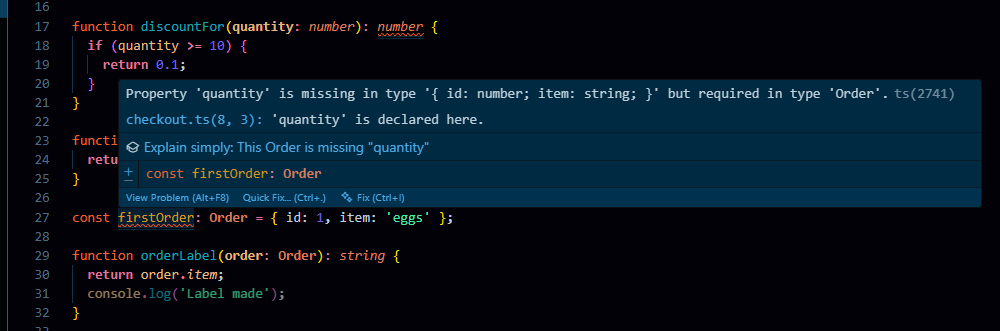 16
17 function discountFor(quantity: number): number {
18 if (quantity >= 10) {
19 return 0.1;
20 }
21 }
22
23 functi
24 retu
25 }
26
27 const firstOrder: Order = { id: 1, item: 'eggs' };
28
29 function orderLabel(order: Order): string {
30 return order.item;
31 console.log('Label made');
32 }
33
Property 'quantity' is missing in type '{ id: number; item: string; }' but required in type 'Order'. ts(2741)
checkout.ts(8, 3): 'quantity' is declared here.
Explain simply: This Order is missing "quantity"
const firstOrder: Order
View Problem (Alt+F8) Quick Fix... (Ctrl+.) Fix (Ctrl+I)